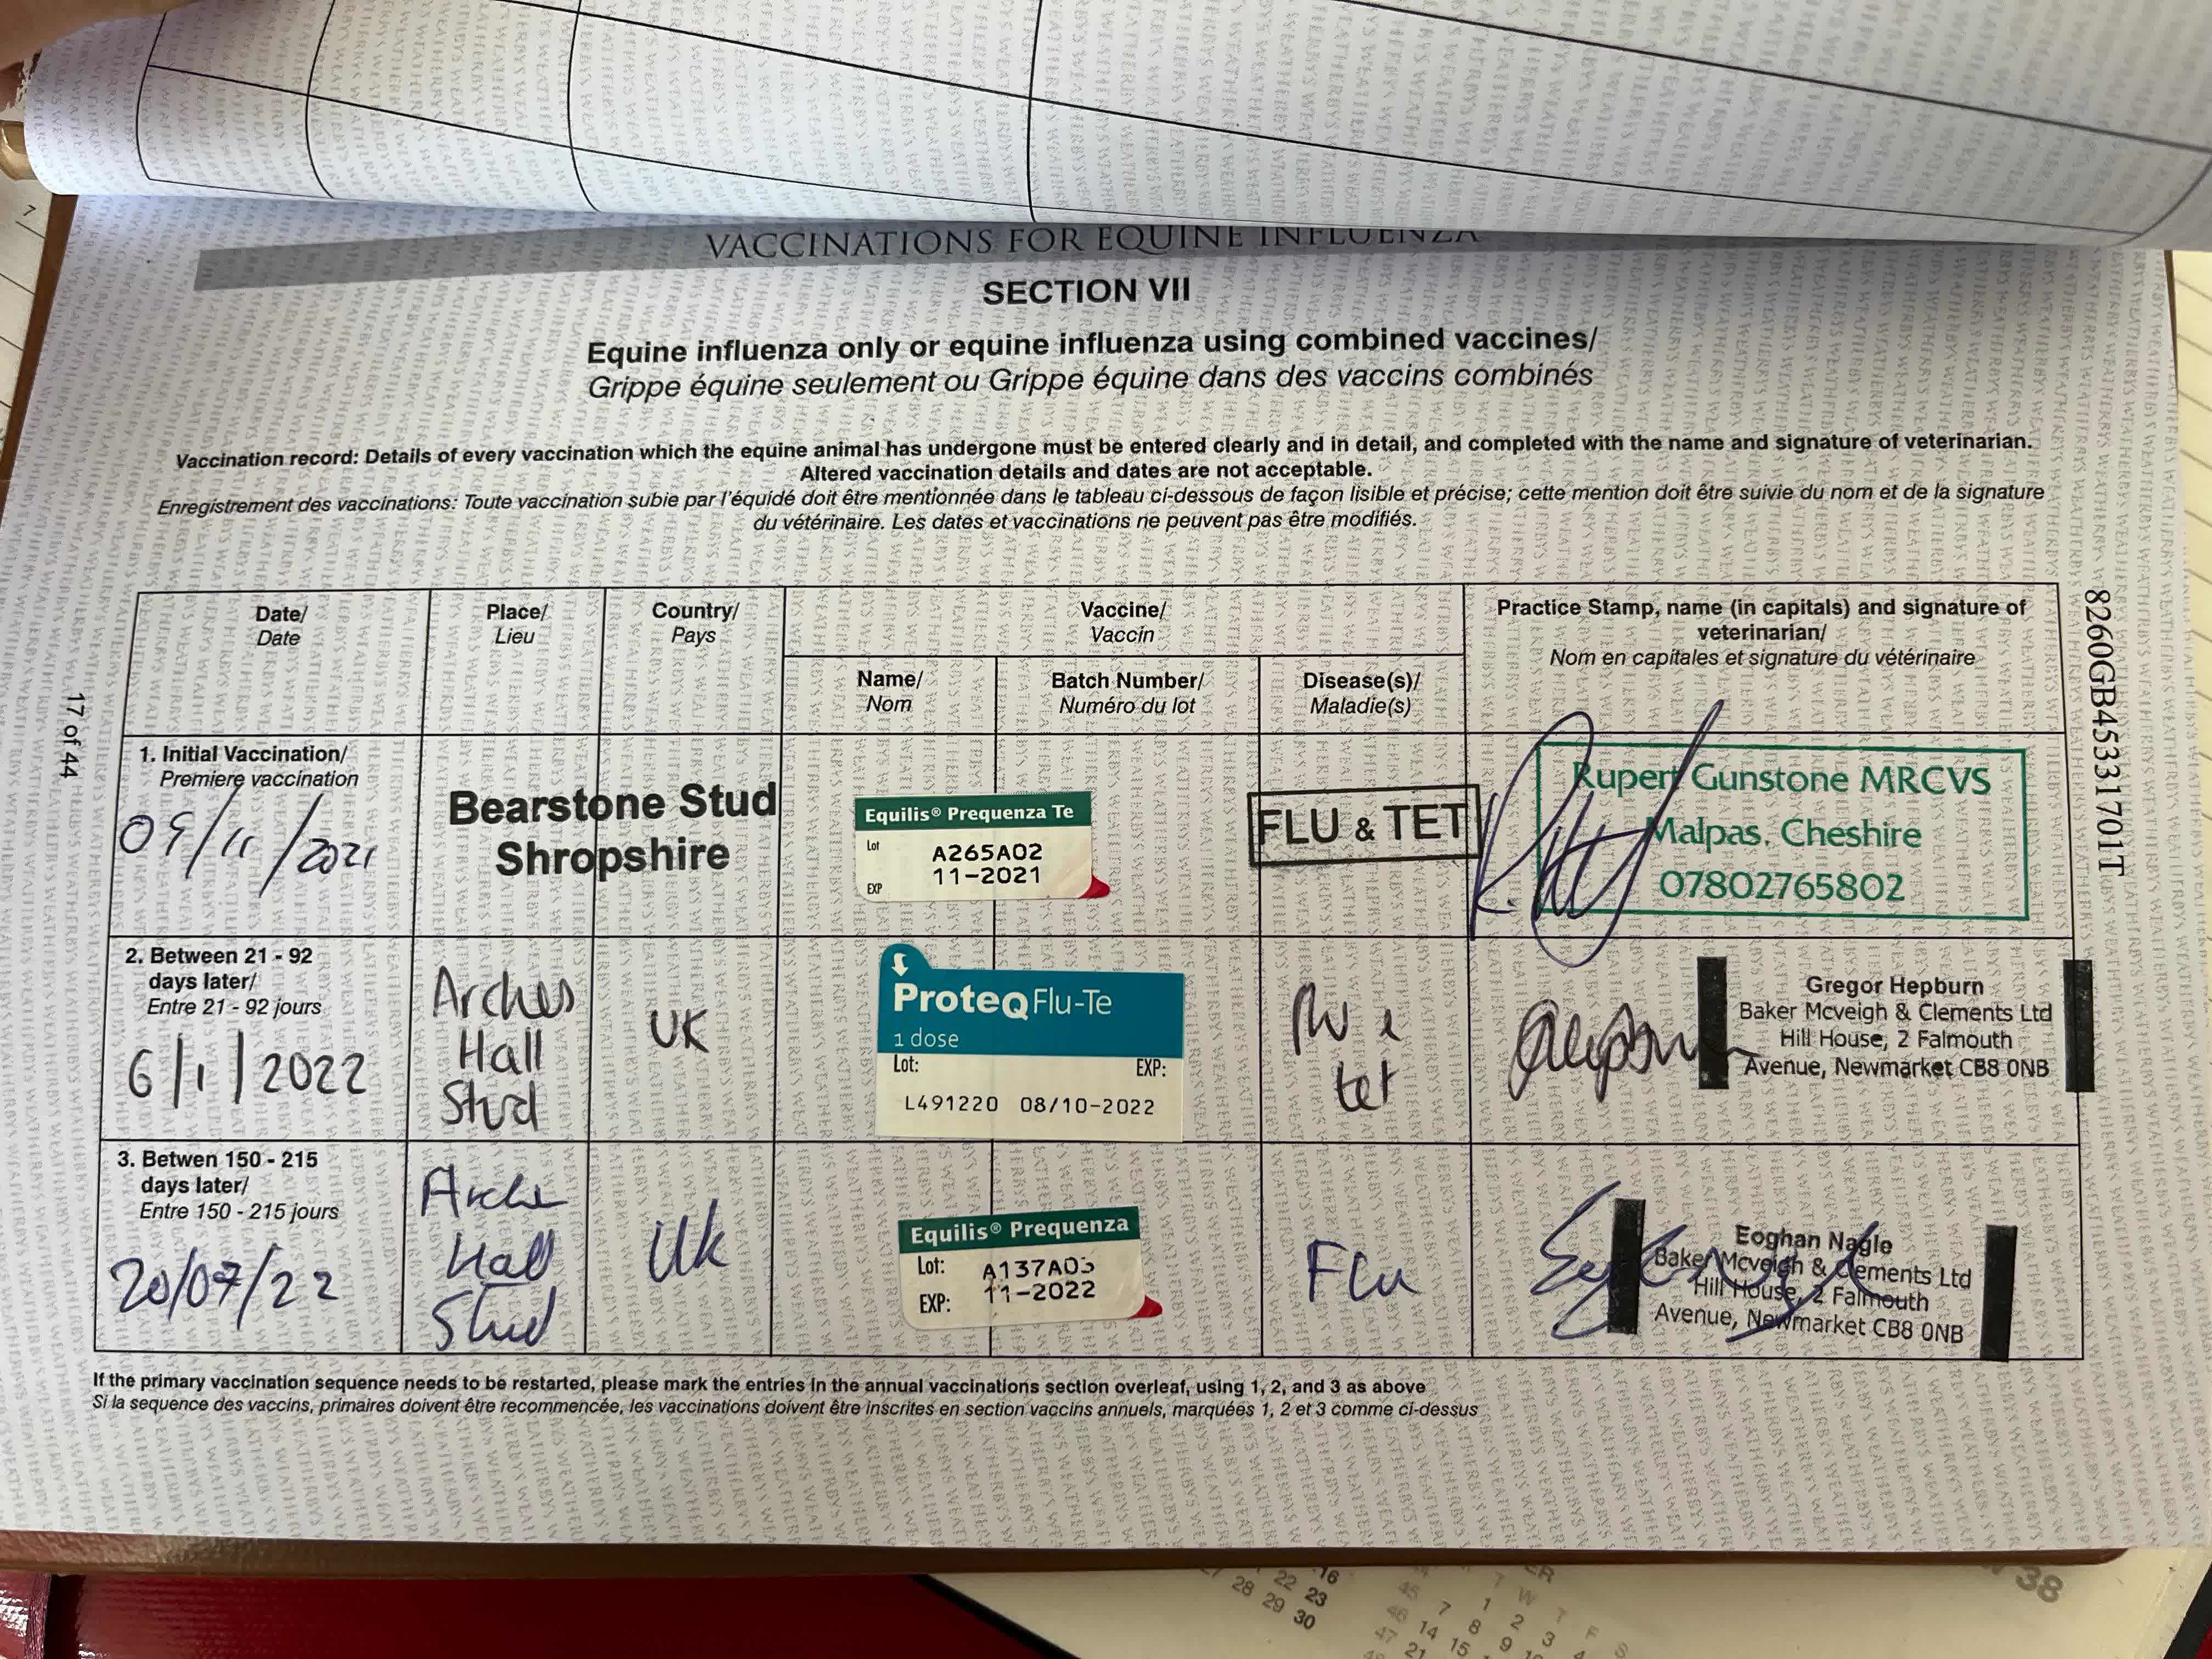 VACCINATIONS FOR EQUINE INFLUENZA
SECTION VII
Equine influenza only or equine influenza using combined vaccines/
Grippe équine seulement ou Grippe équine dans des vaccins combinés
Vaccination record: Details of every vaccination which the equine animal has undergone must be entered clearly and in detail, and completed with the name and signature of veterinarian.
Altered vaccination details and dates are not acceptable.
Enregistrement des vaccinations: Toute vaccination subie par l'équidé doit être mentionnée dans le tableau ci-dessous de façon lisible et précise; cette mention doit être suivie du nom et de la signature
du vétérinaire. Les dates et vaccinations ne peuvent pas être modifiés.
Date/
Date
Place/
Lieu
Country/
Pays
Vaccine/
Vaccin
Name/
Nom
Batch Number/
Numéro du lot
Disease(s)/
Maladie(s)
Practice Stamp, name (in capitals) and signature of
veterinarian/
Nom en capitales et signature du vétérinaire
1. Initial Vaccination/
Premiere vaccination
09/11/2021
Bearstone Stud
Shropshire
Equilis® Prequenza Te
Lot A265A02
EXP 11-2021
FLU & TET
Rupert Gunstone MRCVS
Malpas, Cheshire
07802765802
2. Between 21 - 92
days later/
Entre 21 - 92 jours
6/1/2022
Arches
Hall
Stud
UK
ProteqFlu-Te
1 dose
Lot: EXP:
L491220 08/10-2022
flu &
tet
Gregor Hepburn
Baker Mcveigh & Clements Ltd
Hill House, 2 Falmouth
Avenue, Newmarket CB8 0NB
3. Betwen 150 - 215
days later/
Entre 150 - 215 jours
20/07/22
Hall
Stud
Uk
Equilis® Prequenza
Lot: A137A03
EXP: 11-2022
Flu
Eoghan Nagle
Baker Mcveigh & Clements Ltd
Hill House, 2 Falmouth
Avenue, Newmarket CB8 0NB
If the primary vaccination sequence needs to be restarted, please mark the entries in the annual vaccinations section overleaf, using 1, 2, and 3 as above
Si la sequence des vaccins, primaires doivent être recommencée, les vaccinations doivent être inscrites en section vaccins annuels, marquées 1, 2 et 3 comme ci-dessus
17 of 44
8260GB45331701T